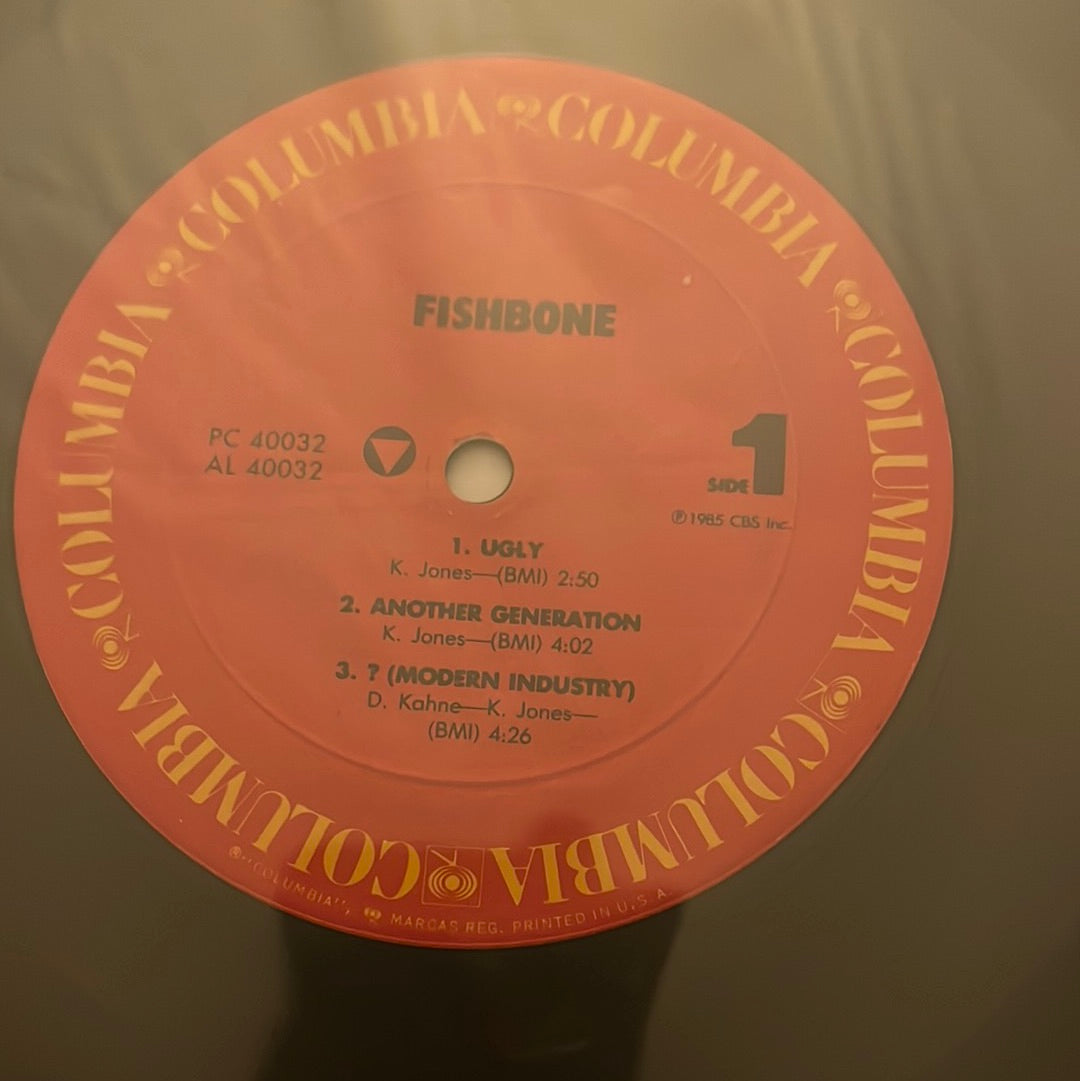 COLUMBIA COLUMBIA COLUMBIA COLUMBIA COLUMBIA COLUMBIA COLUMBIA COLUMBIA
FISHBONE
PC 40032
AL 40032
SIDE 1
℗ 1985 CBS Inc.
1. UGLY
K. Jones—(BMI) 2:50
2. ANOTHER GENERATION
K. Jones—(BMI) 4:02
3. ? (MODERN INDUSTRY)
D. Kahne—K. Jones—
(BMI) 4:26
® "COLUMBIA", MARCAS REG. PRINTED IN U.S.A.